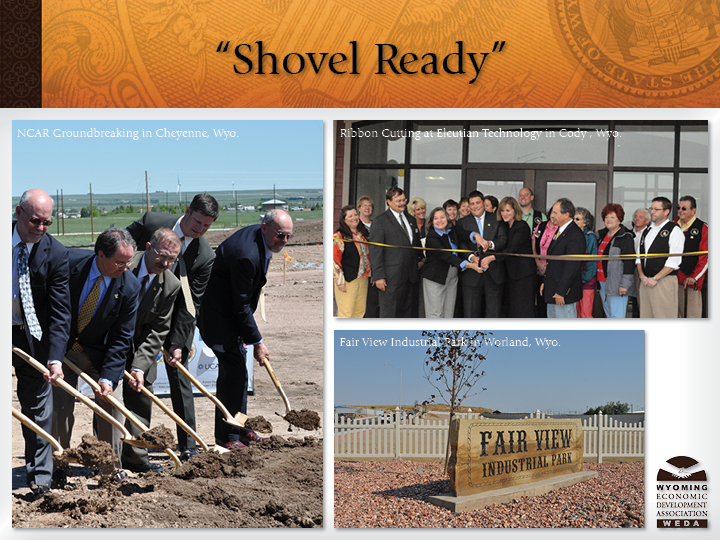 “Shovel Ready”
NCAR Groundbreaking in Cheyenne, Wyo.
Ribbon Cutting at Eleutian Technology in Cody , Wyo.
Fair View Industrial Park in Worland, Wyo.
FAIR VIEW
INDUSTRIAL PARK
WYOMING
ECONOMIC
DEVELOPMENT
ASSOCIATION
WEDA